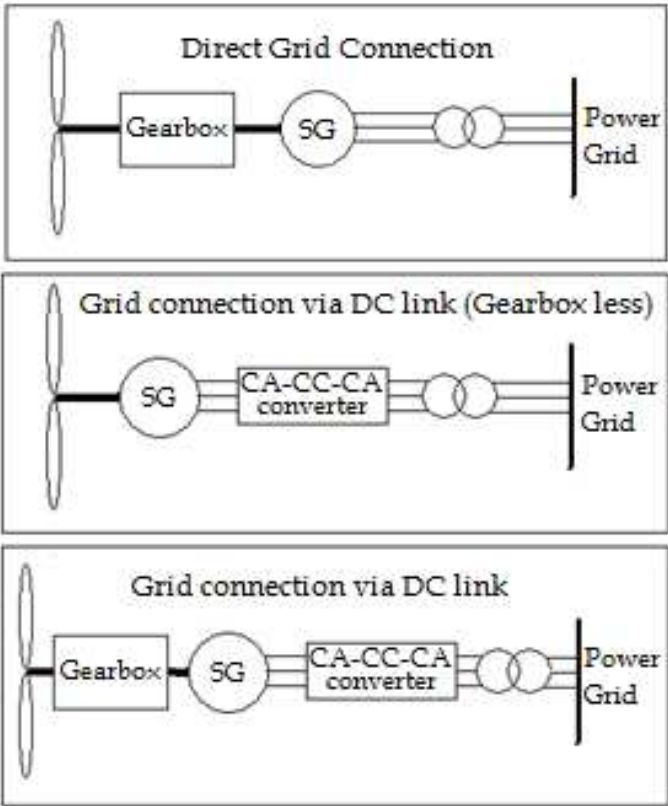 Direct Grid Connection
Gearbox
SG
Power
Grid
Grid connection via DC link (Gearbox less)
SG
CA-CC-CA
converter
Power
Grid
Grid connection via DC link
Gearbox
SG
CA-CC-CA
converter
Power
Grid